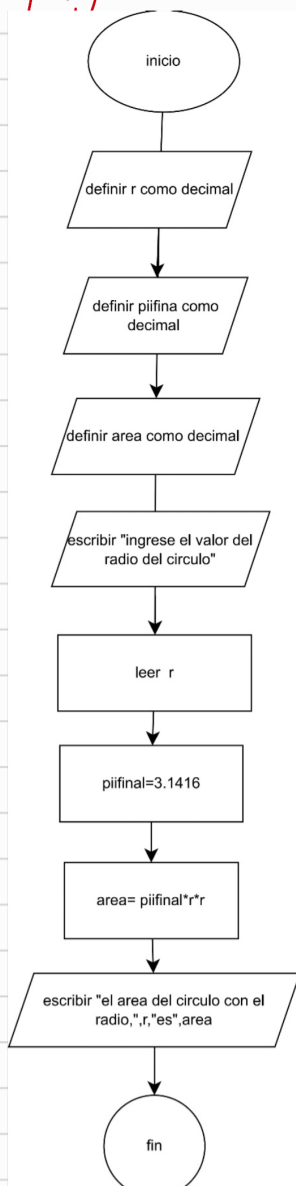 inicio
definir r como decimal
definir piifina como
decimal
definir area como decimal
escribir "ingrese el valor del
radio del circulo"
leer r
piifinal=3.1416
area= piifinal*r*r
escribir "el area del circulo con el
radio,",r,"es",area
fin